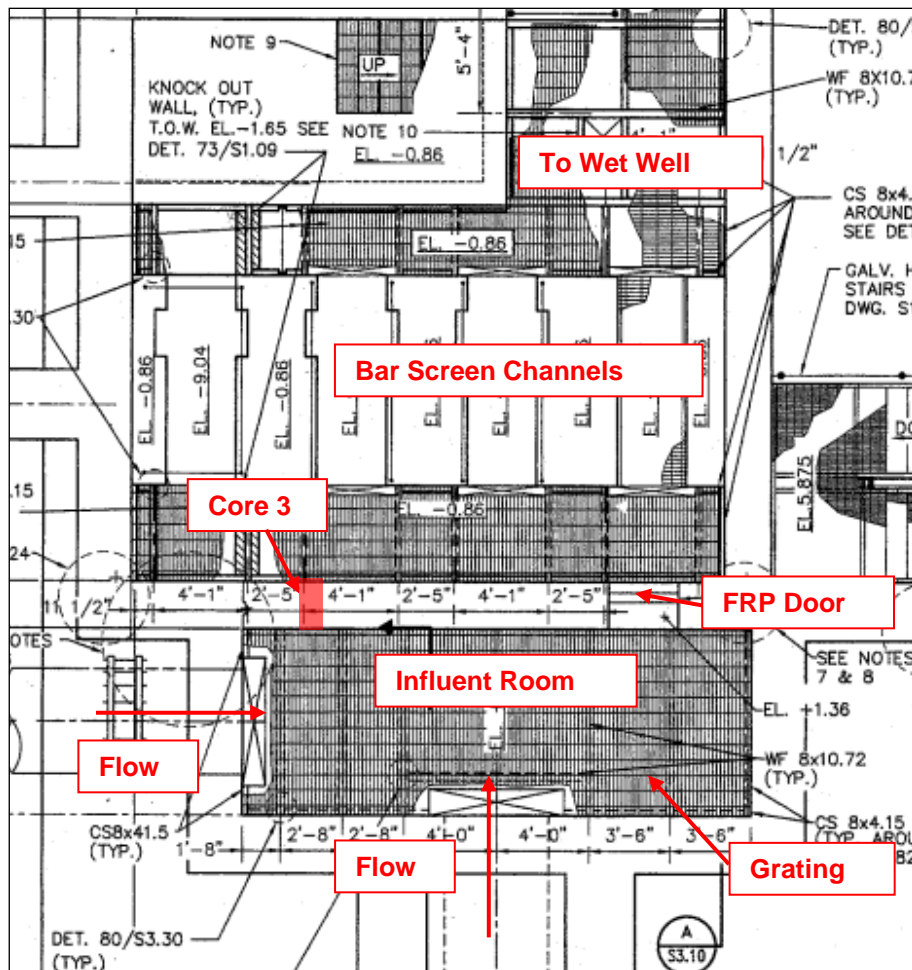 NOTE 9
UP
5'-4"
DET. 80/
(TYP.)
WF 8X10.7
(TYP.)
KNOCK OUT
WALL, (TYP.)
T.O.W. EL.-1.65 SEE
DET. 73/S1.09
NOTE 10
EL. -0.86
To Wet Well
1/2"
CS 8x4.
AROUND
SEE DET
15
EL. -0.86
GALV. H
STAIRS
DWG. S1
.30
EL. -0.86
EL. -9.04
EL. -0.86
Bar Screen Channels
EL.5.875
.15
Core 3
EL. -0.86
24
11 1/2"
4'-1"
2'-5"
4'-1"
2'-5"
4'-1"
2'-5"
FRP Door
OTES
SEE NOTES
7 & 8
Influent Room
EL. +1.36
Flow
WF 8x10.72
(TYP.)
CS8x41.5
(TYP.)
1'-8"
2'-8"
2'-8"
4'-0"
4'-0"
3'-6"
3'-6"
CS 8x4.15
(TYP. AROU
82
Flow
Grating
DET. 80/S3.30
(TYP.)
A
S3.10